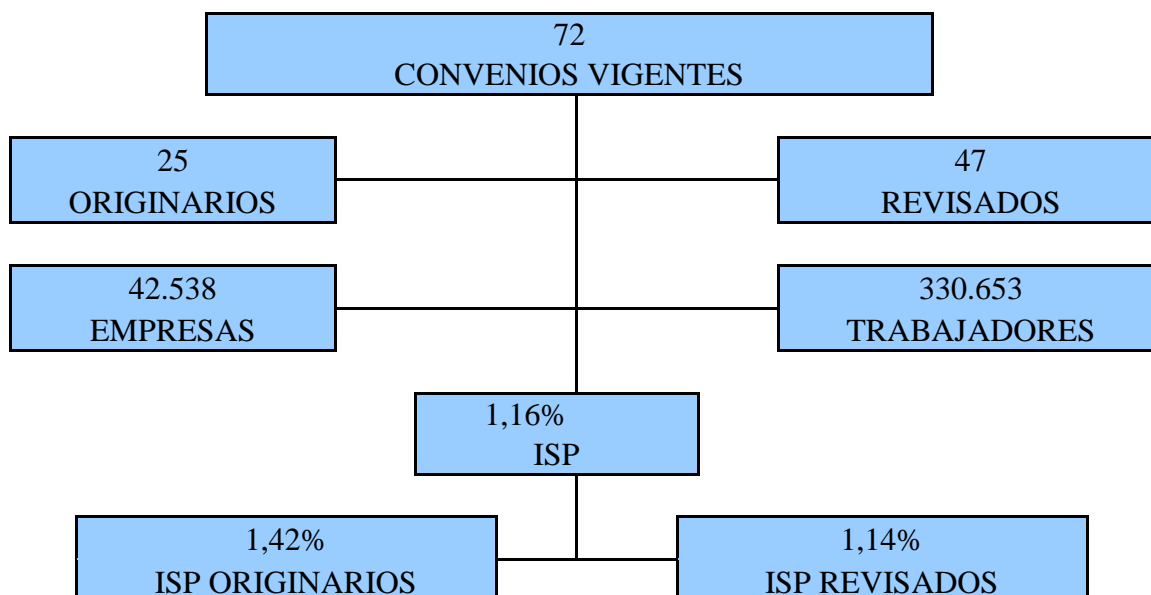 72
CONVENIOS VIGENTES
25
ORIGINARIOS
47
REVISADOS
42.538
EMPRESAS
330.653
TRABAJADORES
1,16%
ISP
1,42%
ISP ORIGINARIOS
1,14%
ISP REVISADOS